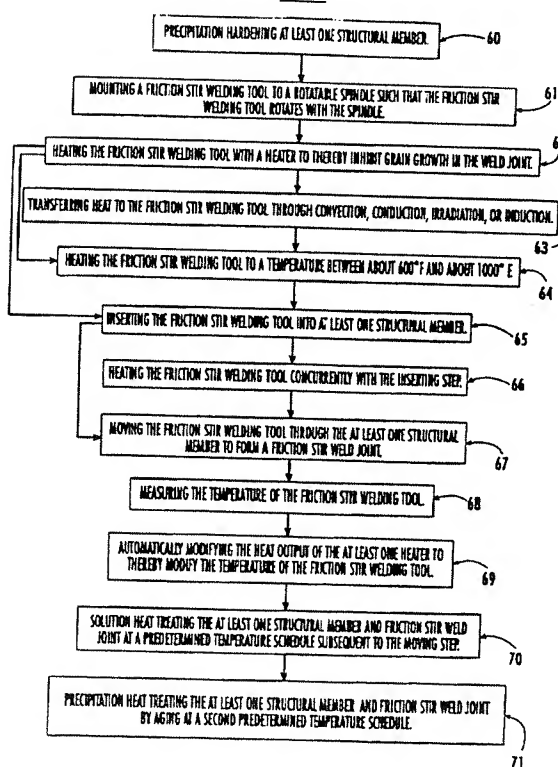 PRECIPITATION HARDENING AT LEAST ONE STRUCTURAL MEMBER.
60
MOUNTING A FRICTION STIR WELDING TOOL TO A ROTATABLE SPINDLE SUCH THAT THE FRICTION STIR
WELDING TOOL ROTATES WITH THE SPINDLE.
61
HEATING THE FRICTION STIR WELDING TOOL WITH A HEATER TO THEREBY INHIBIT GRAIN GROWTH IN THE WELD JOINT.
TRANSFERRING HEAT TO THE FRICTION STIR WELDING TOOL THROUGH CONVECTION, CONDUCTION, IRRADIATION, OR INDUCTION.
63
HEATING THE FRICTION STIR WELDING TOOL TO A TEMPERATURE BETWEEN ABOUT 600°F AND ABOUT 1000° F.
64
INSERTING THE FRICTION STIR WELDING TOOL INTO AT LEAST ONE STRUCTURAL MEMBER.
65
HEATING THE FRICTION STIR WELDING TOOL CONCURRENTLY WITH THE INSERTING STEP.
66
MOVING THE FRICTION STIR WELDING TOOL THROUGH THE AT LEAST ONE STRUCTURAL
MEMBER TO FORM A FRICTION STIR WELD JOINT.
67
MEASURING THE TEMPERATURE OF THE FRICTION STIR WELDING TOOL.
68
AUTOMATICALLY MODIFYING THE HEAT OUTPUT OF THE AT LEAST ONE HEATER TO
THEREBY MODIFY THE TEMPERATURE OF THE FRICTION STIR WELDING TOOL.
69
SOLUTION HEAT TREATING THE AT LEAST ONE STRUCTURAL MEMBER AND FRICTION STIR WELD
JOINT AT A PREDETERMINED TEMPERATURE SCHEDULE SUBSEQUENT TO THE MOVING STEP.
70
PRECIPITATION HEAT TREATING THE AT LEAST ONE STRUCTURAL MEMBER AND FRICTION STIR WELD JOINT
BY AGING AT A SECOND PREDETERMINED TEMPERATURE SCHEDULE.
71